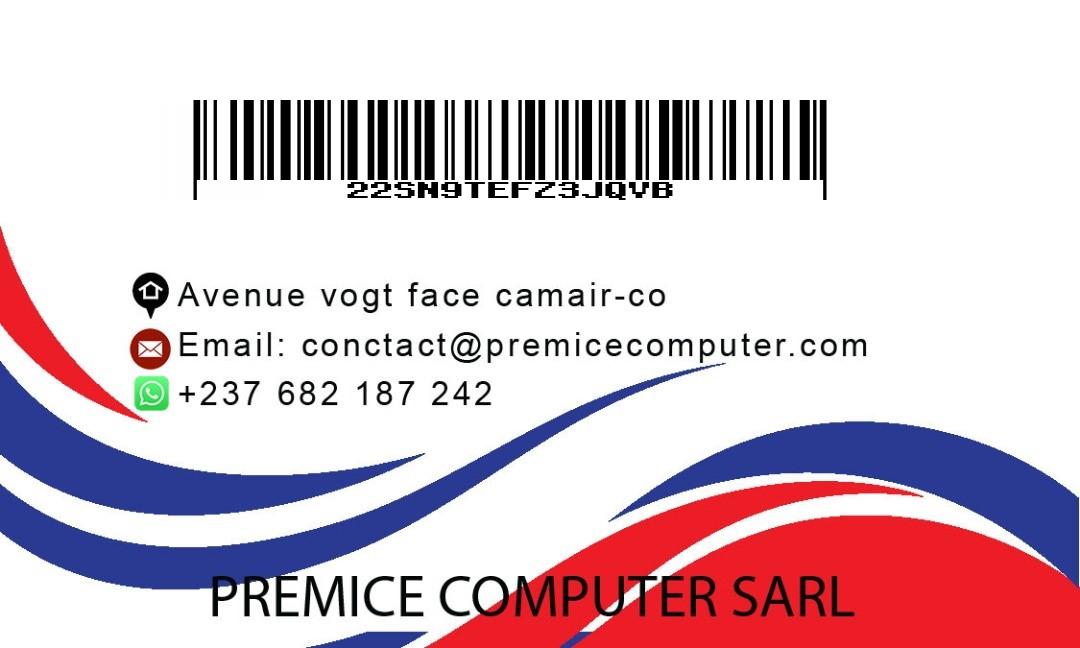 22SN9TEFZ3JQVB
Avenue vogt face camair-co
Email: conctact@premicecomputer.com
+237 682 187 242
PREMICE COMPUTER SARL